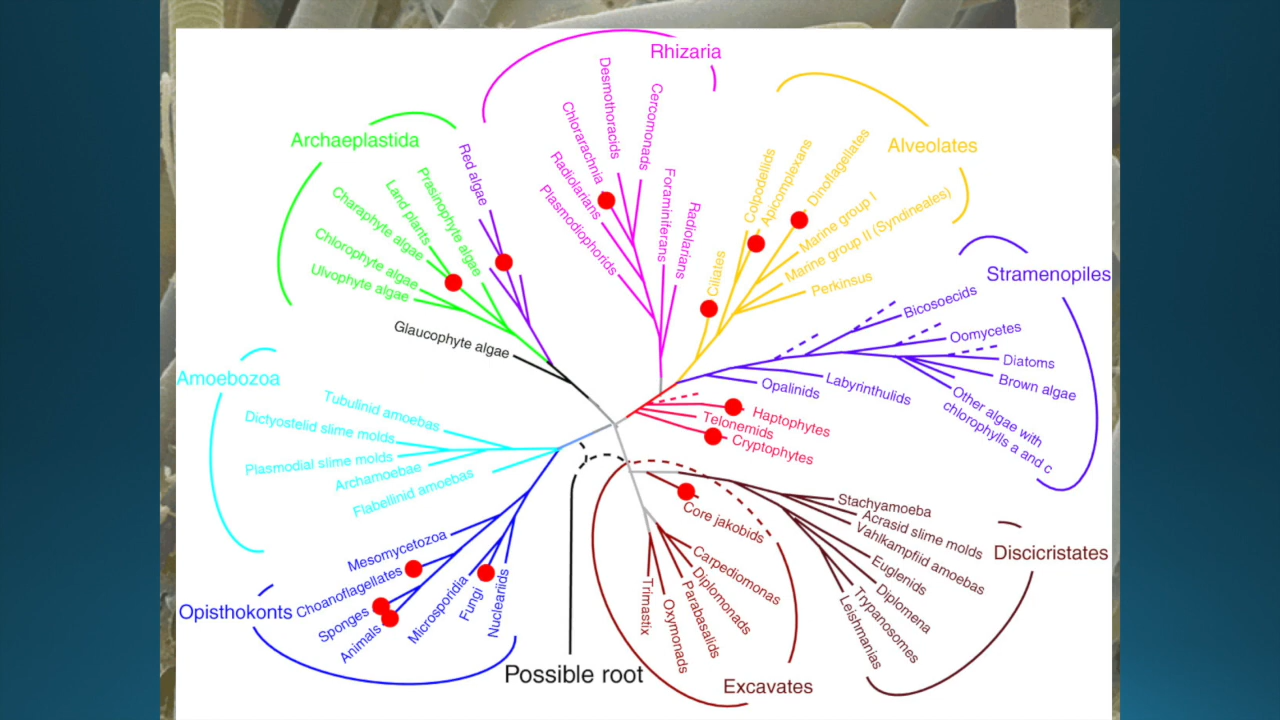 Rhizaria
Desmothoracids
Cercomonads
Chlorarachnia
Radiolarians
Plasmodiophorids
Foraminiferans
Radiolarians
Alveolates
Colpodellids
Apicomplexans
Dinoflagellates
Marine group I
Marine group II (Syndineales)
Perkinsus
Ciliates
Archaeplastida
Red algae
Prasinophyte algae
Land plants
Charaphyte algae
Chlorophyte algae
Ulvophyte algae
Glaucophyte algae
Stramenopiles
Bicosoecids
Oomycetes
Diatoms
Brown algae
Other algae with
chlorophylls a and c
Labyrinthulids
Opalinids
Haptophytes
Telonemids
Cryptophytes
Amoebozoa
Tubulinid amoebas
Dictyostelid slime molds
Plasmodial slime molds
Archamoebae
Flabellinid amoebas
Discicristates
Stachyamoeba
Acrasid slime molds
Vahlkampfiid amoebas
Euglenids
Diplomena
Trypanosomes
Leishmanias
Core jakobids
Carpediomonas
Diplomonads
Parabasalids
Oxymonads
Trimastix
Excavates
Opisthokonts
Mesomycetozoa
Choanoflagellates
Sponges
Animals
Microsporidia
Fungi
Nucleariids
Possible root